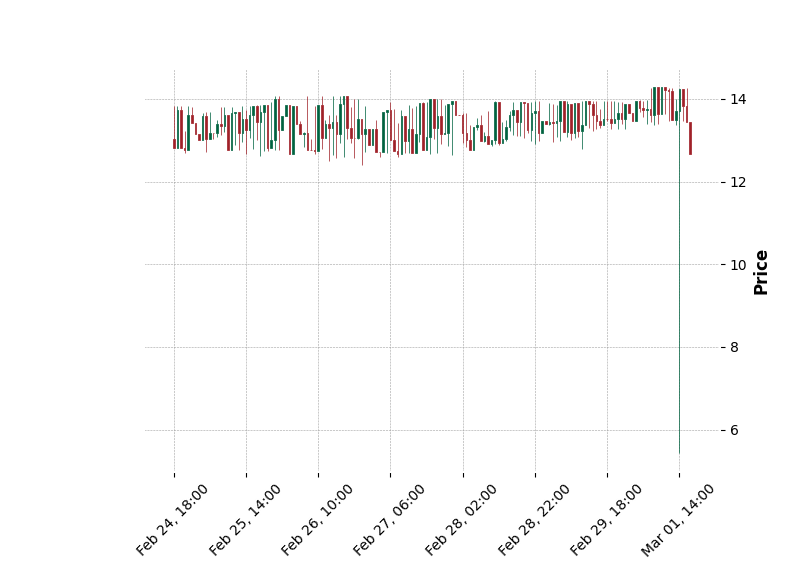 14
12
10
8
6
Price
Feb 24, 18:00
Feb 25, 14:00
Feb 26, 10:00
Feb 27, 06:00
Feb 28, 02:00
Feb 28, 22:00
Feb 29, 18:00
Mar 01, 14:00